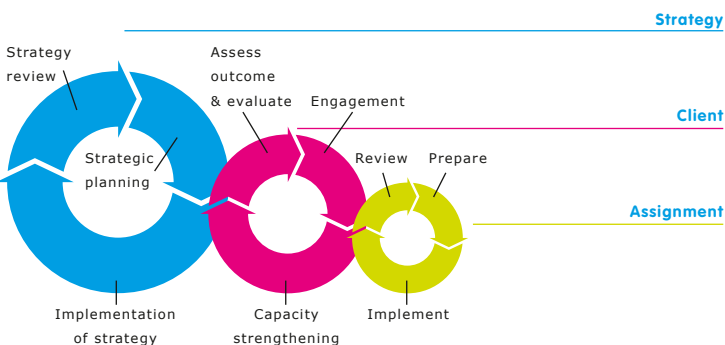 Strategy
Strategy
review
Assess
outcome
& evaluate
Engagement
Client
Strategic
planning
Review
Prepare
Assignment
Implementation
of strategy
Capacity
strengthening
Implement